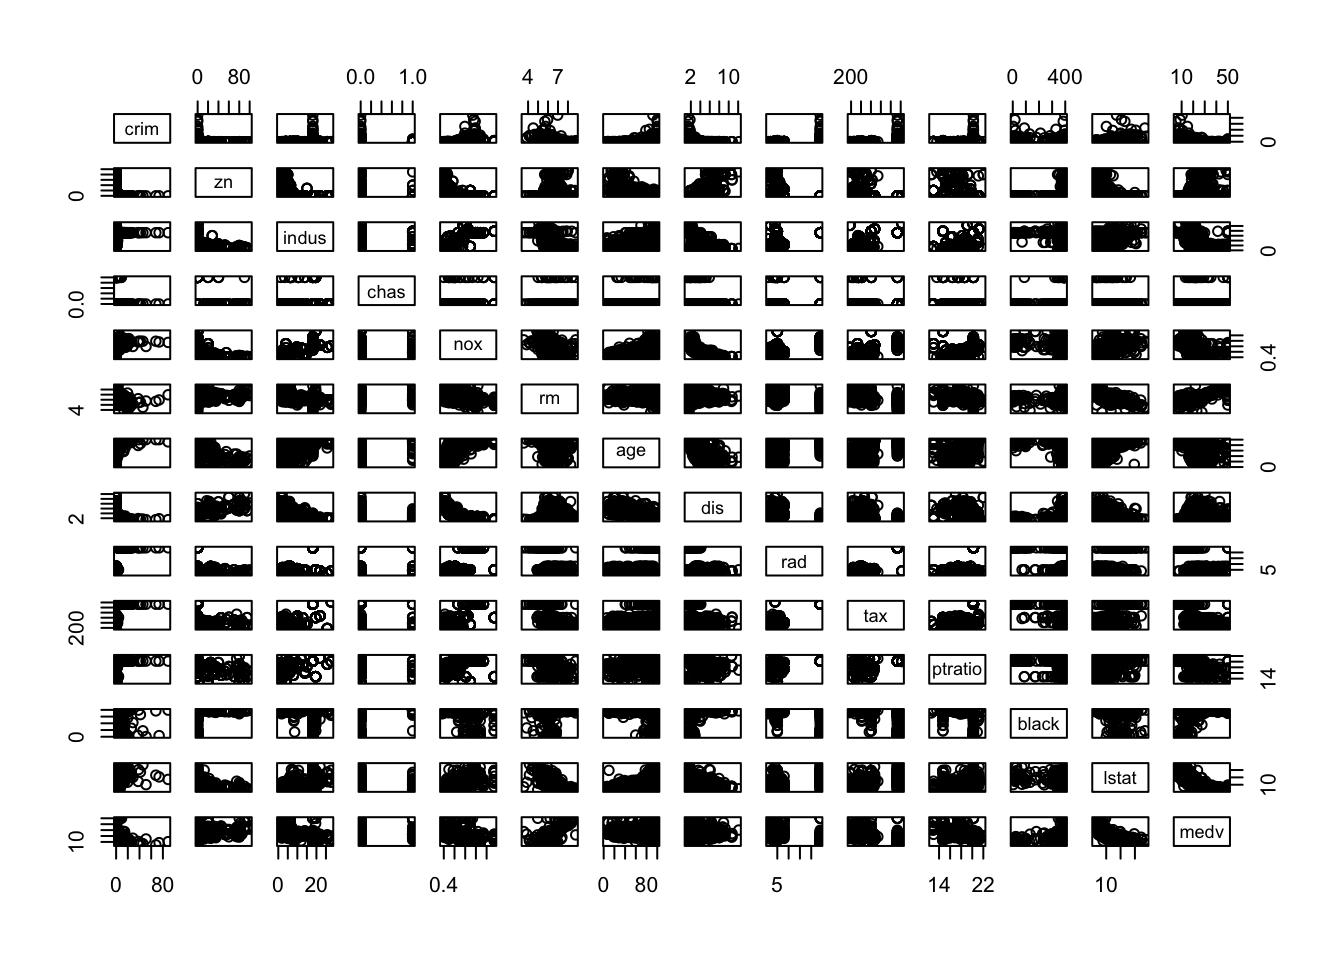 0 80 0.0 1.0 4 7 2 10 200 0 400 10 50
crim 0
0 zn
indus 0
0.0 chas
nox 0.4
4 rm
age 0
2 dis
rad 5
200 tax
ptratio 14
0 black
lstat 10
10 medv
0 80 0 20 0.4 0 80 5 14 22 10